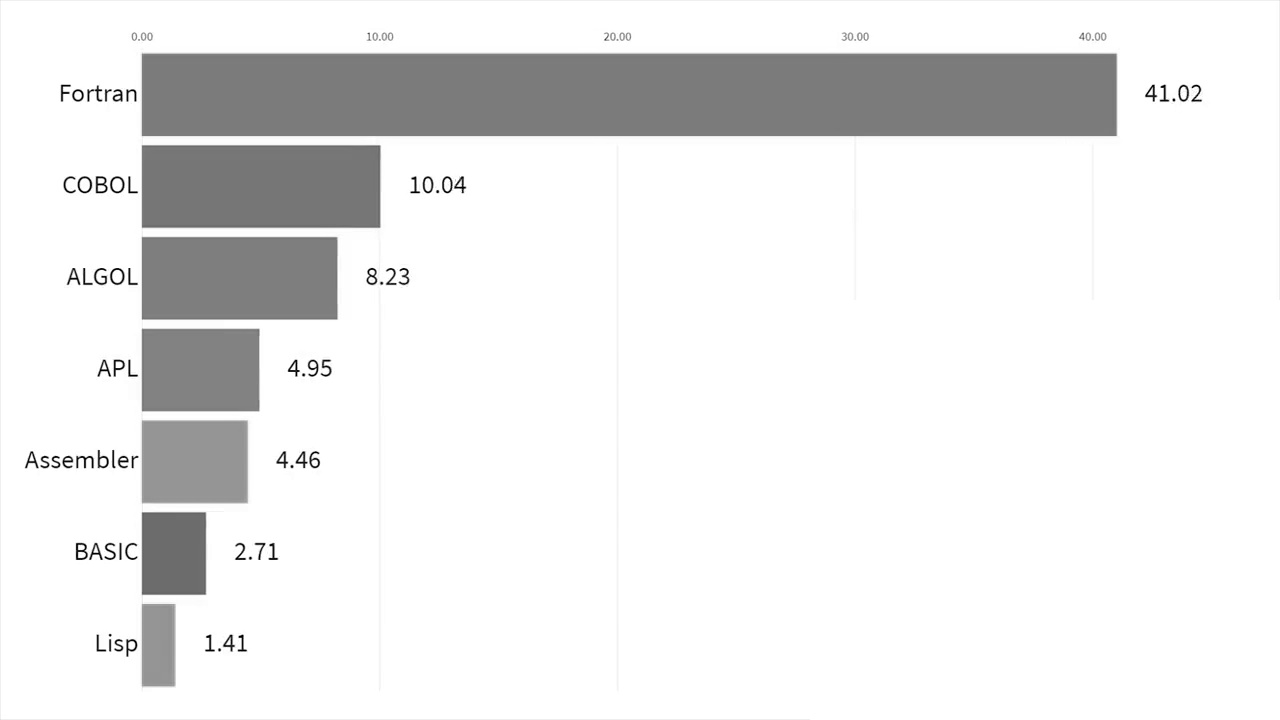 0.00 10.00 20.00 30.00 40.00
Fortran 41.02
COBOL 10.04
ALGOL 8.23
APL 4.95
Assembler 4.46
BASIC 2.71
Lisp 1.41